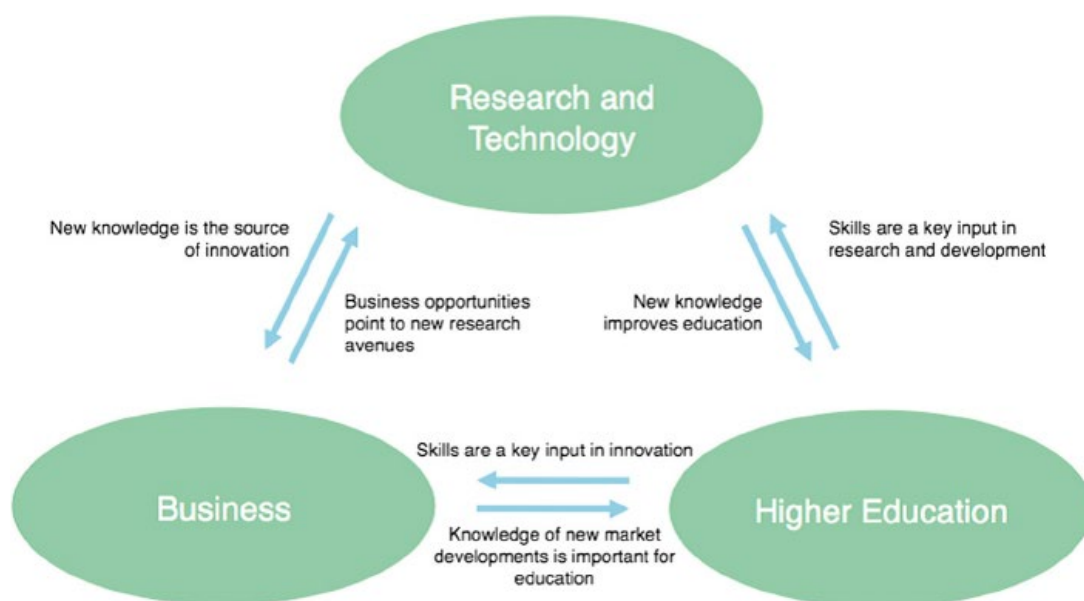 Research and
Technology
New knowledge is the source
of innovation
Skills are a key input in
research and development
Business opportunities
point to new research
avenues
New knowledge
improves education
Skills are a key input in innovation
Business
Higher Education
Knowledge of new market
developments is important for
education